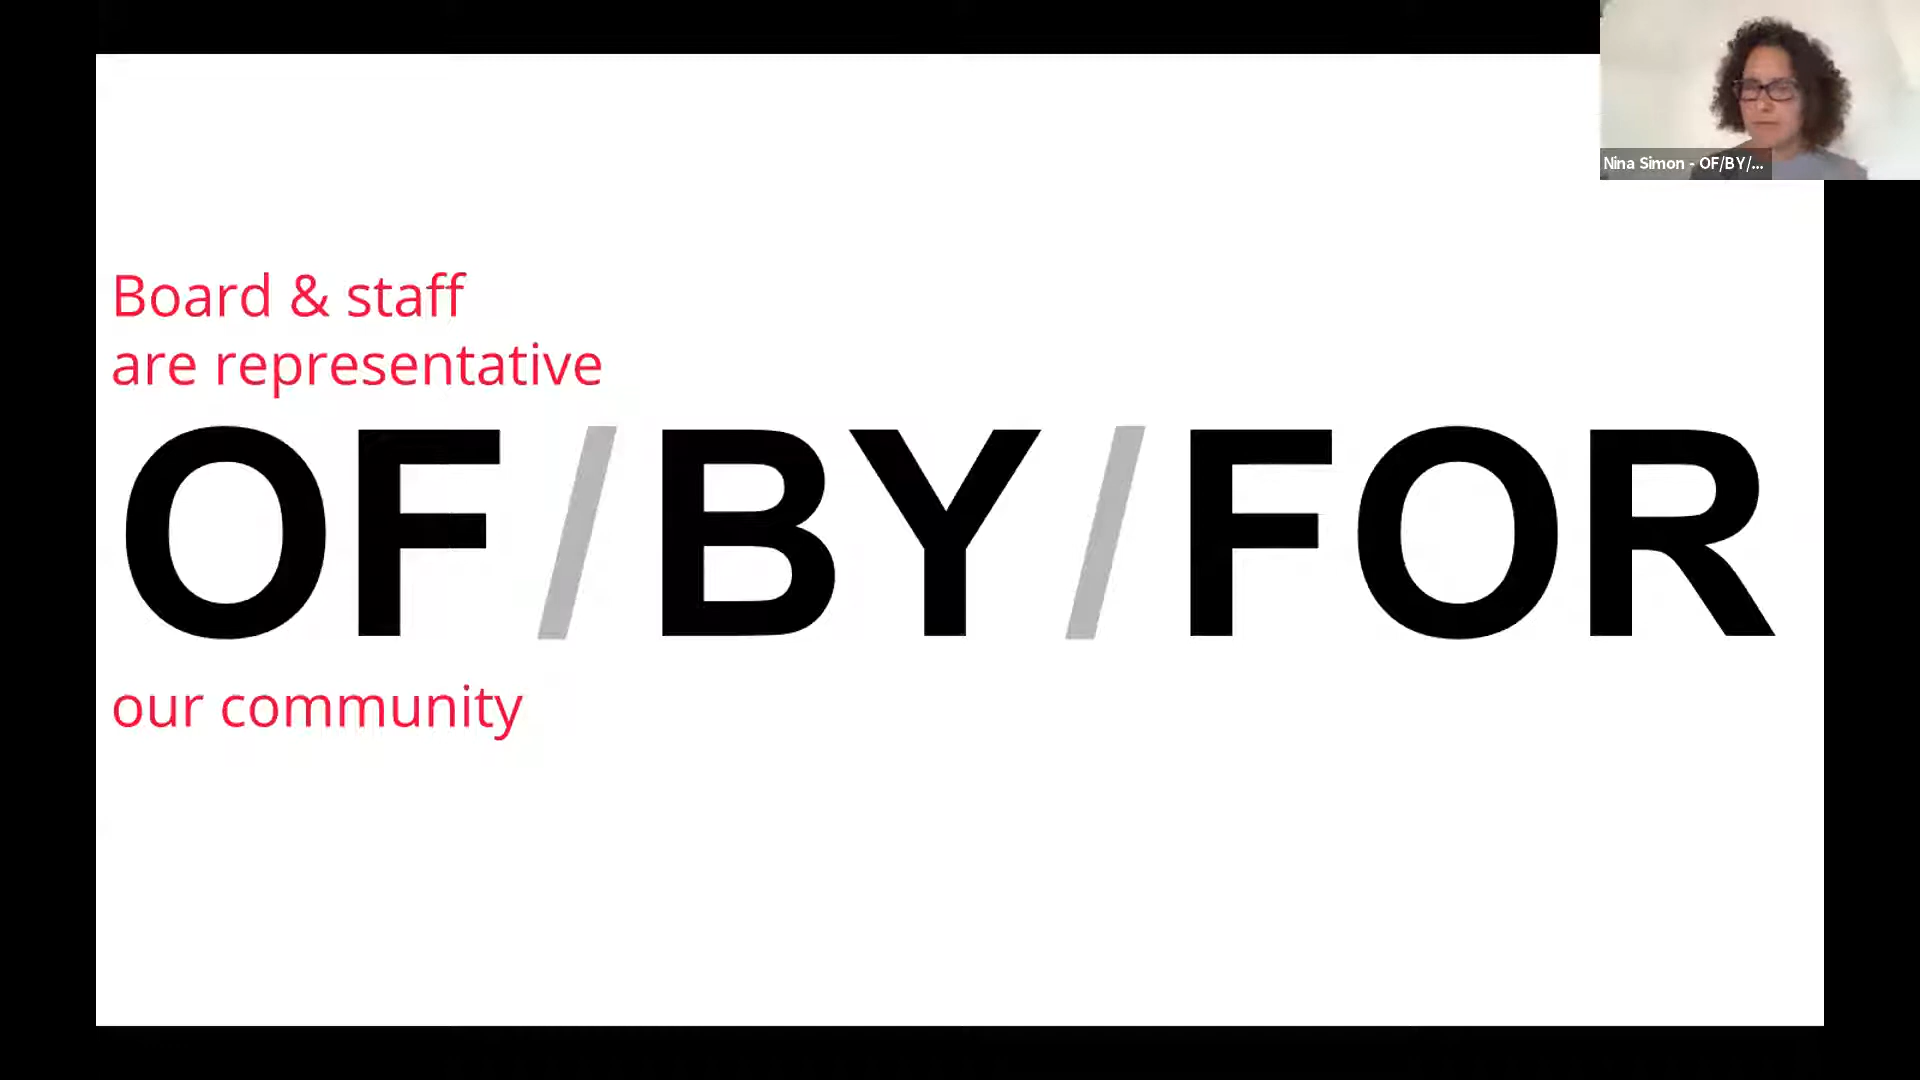 Board & staff
are representative
OF/BY/FOR
our community
Nina Simon - OF/BY/...